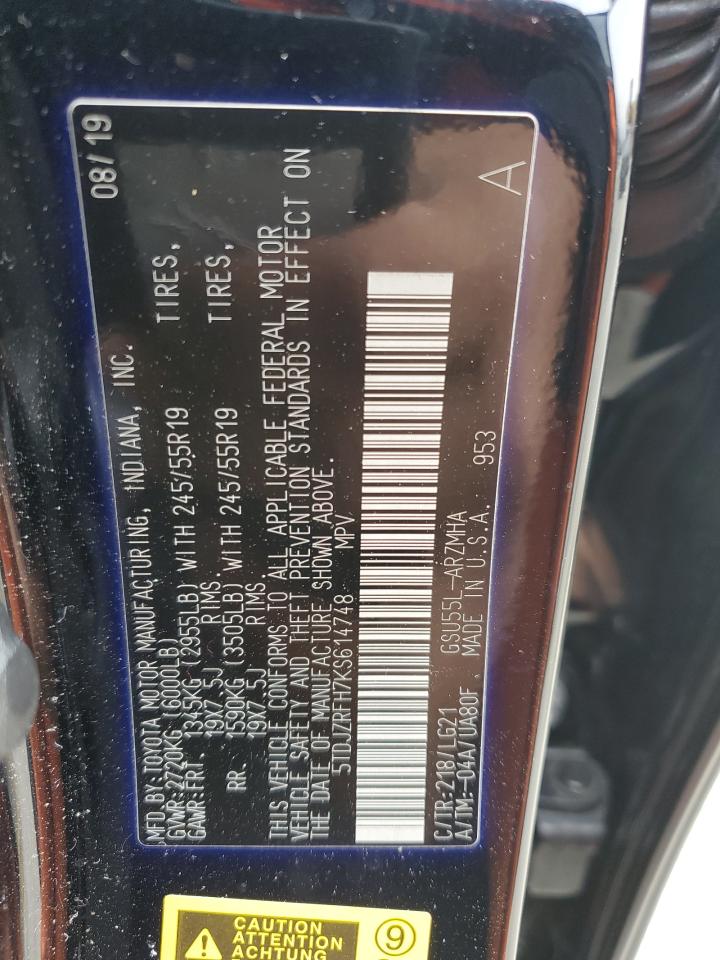 MFD.BY:TOYOTA MOTOR MANUFACTURING, INDIANA, INC. 08/19
GVWR:2720KG (6000LB)
GAWR:FRT 1345KG (2955LB) WITH 245/55R19 TIRES,
19X7.5J RIMS.
RR. 1590KG (3505LB) WITH 245/55R19 TIRES,
19X7.5J RIMS.
THIS VEHICLE CONFORMS TO ALL APPLICABLE FEDERAL MOTOR
VEHICLE SAFETY AND THEFT PREVENTION STANDARDS IN EFFECT ON
THE DATE OF MANUFACTURE SHOWN ABOVE.
5TDJZRFH7KS614748 MPV
C/TR:218/LG21 GSU55L-ARZMHA
A/TM:-04A/UA80F MADE IN U.S.A. 953 A
CAUTION
ATTENTION
ACHTUNG
9